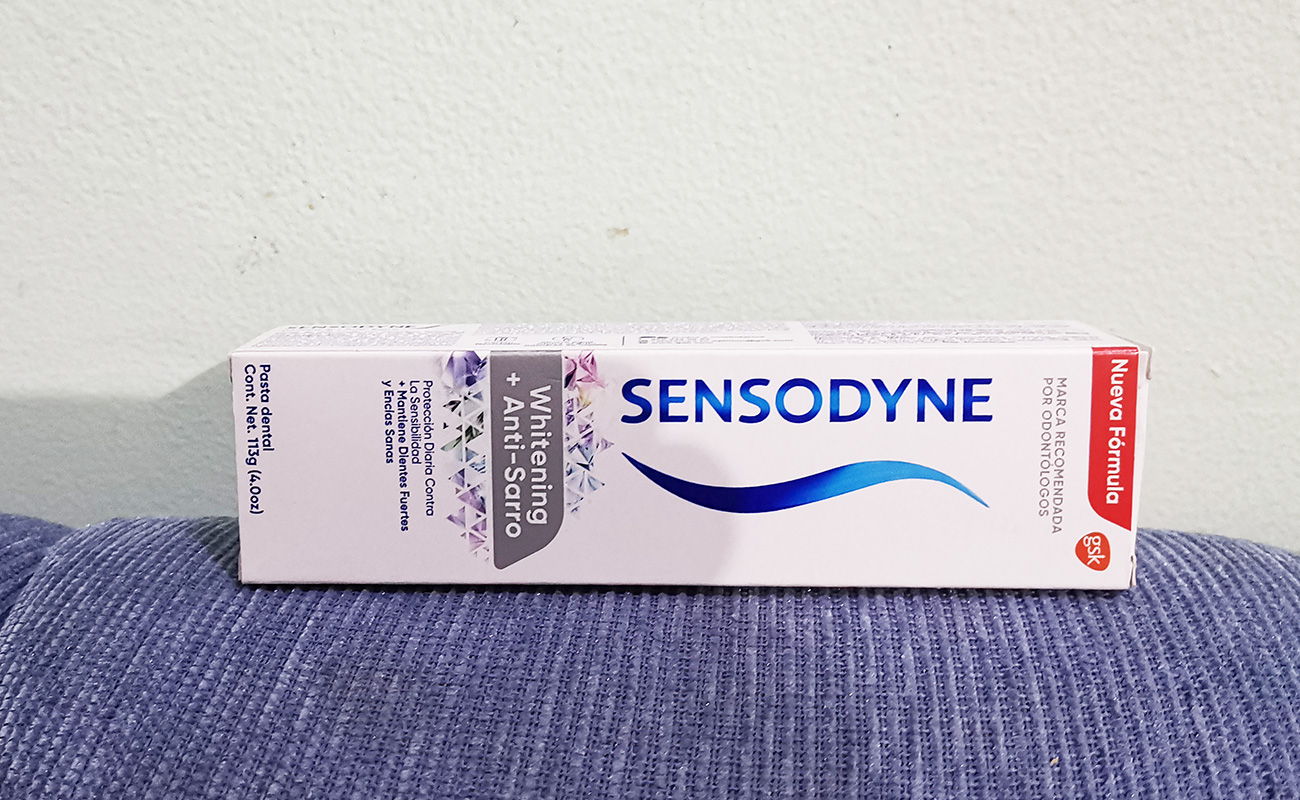 SENSODYNE
Nueva Fórmula
MARCA RECOMENDADA
POR ODONTÓLOGOS
gsk
Whitening
+ Anti-Sarro
Protección Diaria Contra
La Sensibilidad
+ Mantiene Dientes Fuertes
y Encías Sanas
Pasta dental
Cont. Net. 113g (4.0oz)